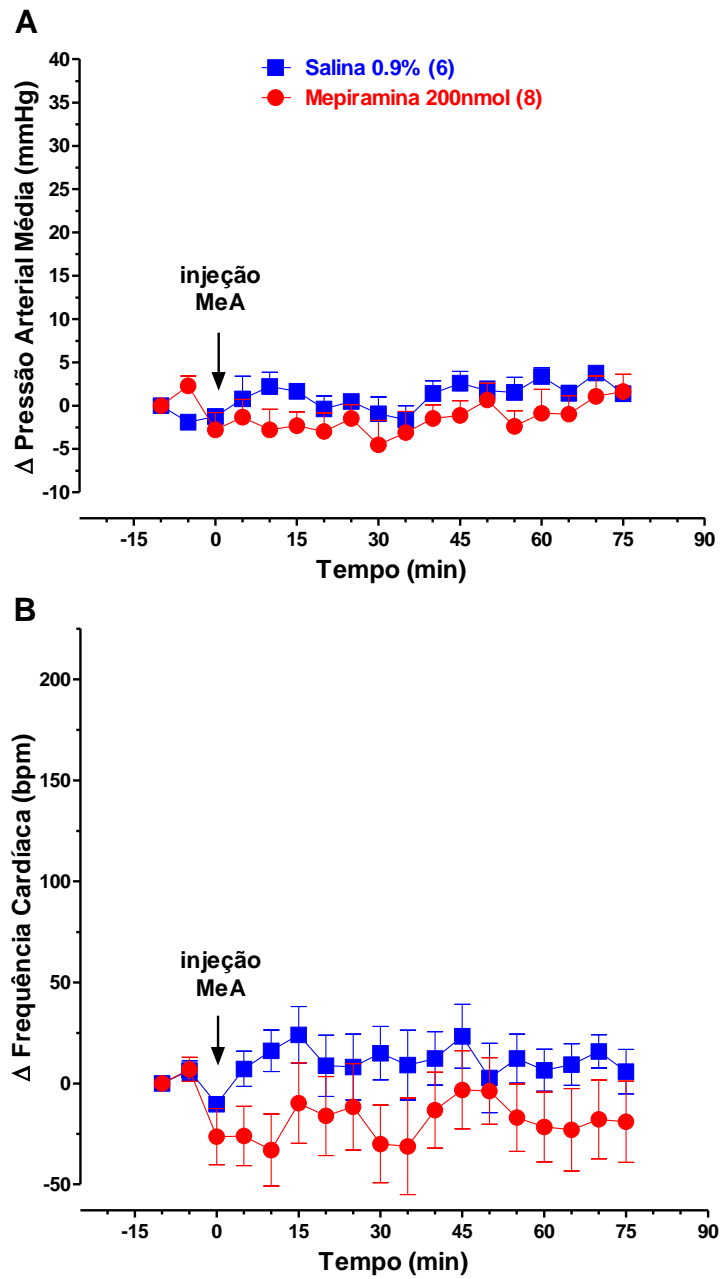 A
Salina 0.9% (6)
Mepiramina 200nmol (8)
Δ Pressão Arterial Média (mmHg)
40
35
30
25
20
15
10
5
0
-5
-10
injeção
MeA
-15 0 15 30 45 60 75 90
Tempo (min)
B
Δ Frequência Cardíaca (bpm)
200
150
100
50
0
-50
injeção
MeA
-15 0 15 30 45 60 75 90
Tempo (min)